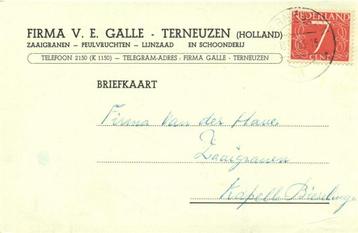 FIRMA V. E. GALLE - TERNEUZEN (HOLLAND)
ZAAIGRANEN – PEULVRUCHTEN – LIJNZAAD EN SCHOONDERIJ
TELEFOON 2150 (K 1150) – TELEGRAM-ADRES - FIRMA GALLE - TERNEUZEN
NEDERLAND
7
CENT
BRIEFKAART
Firma van der Have
Zaaigranen
Kapelle Biezelinge